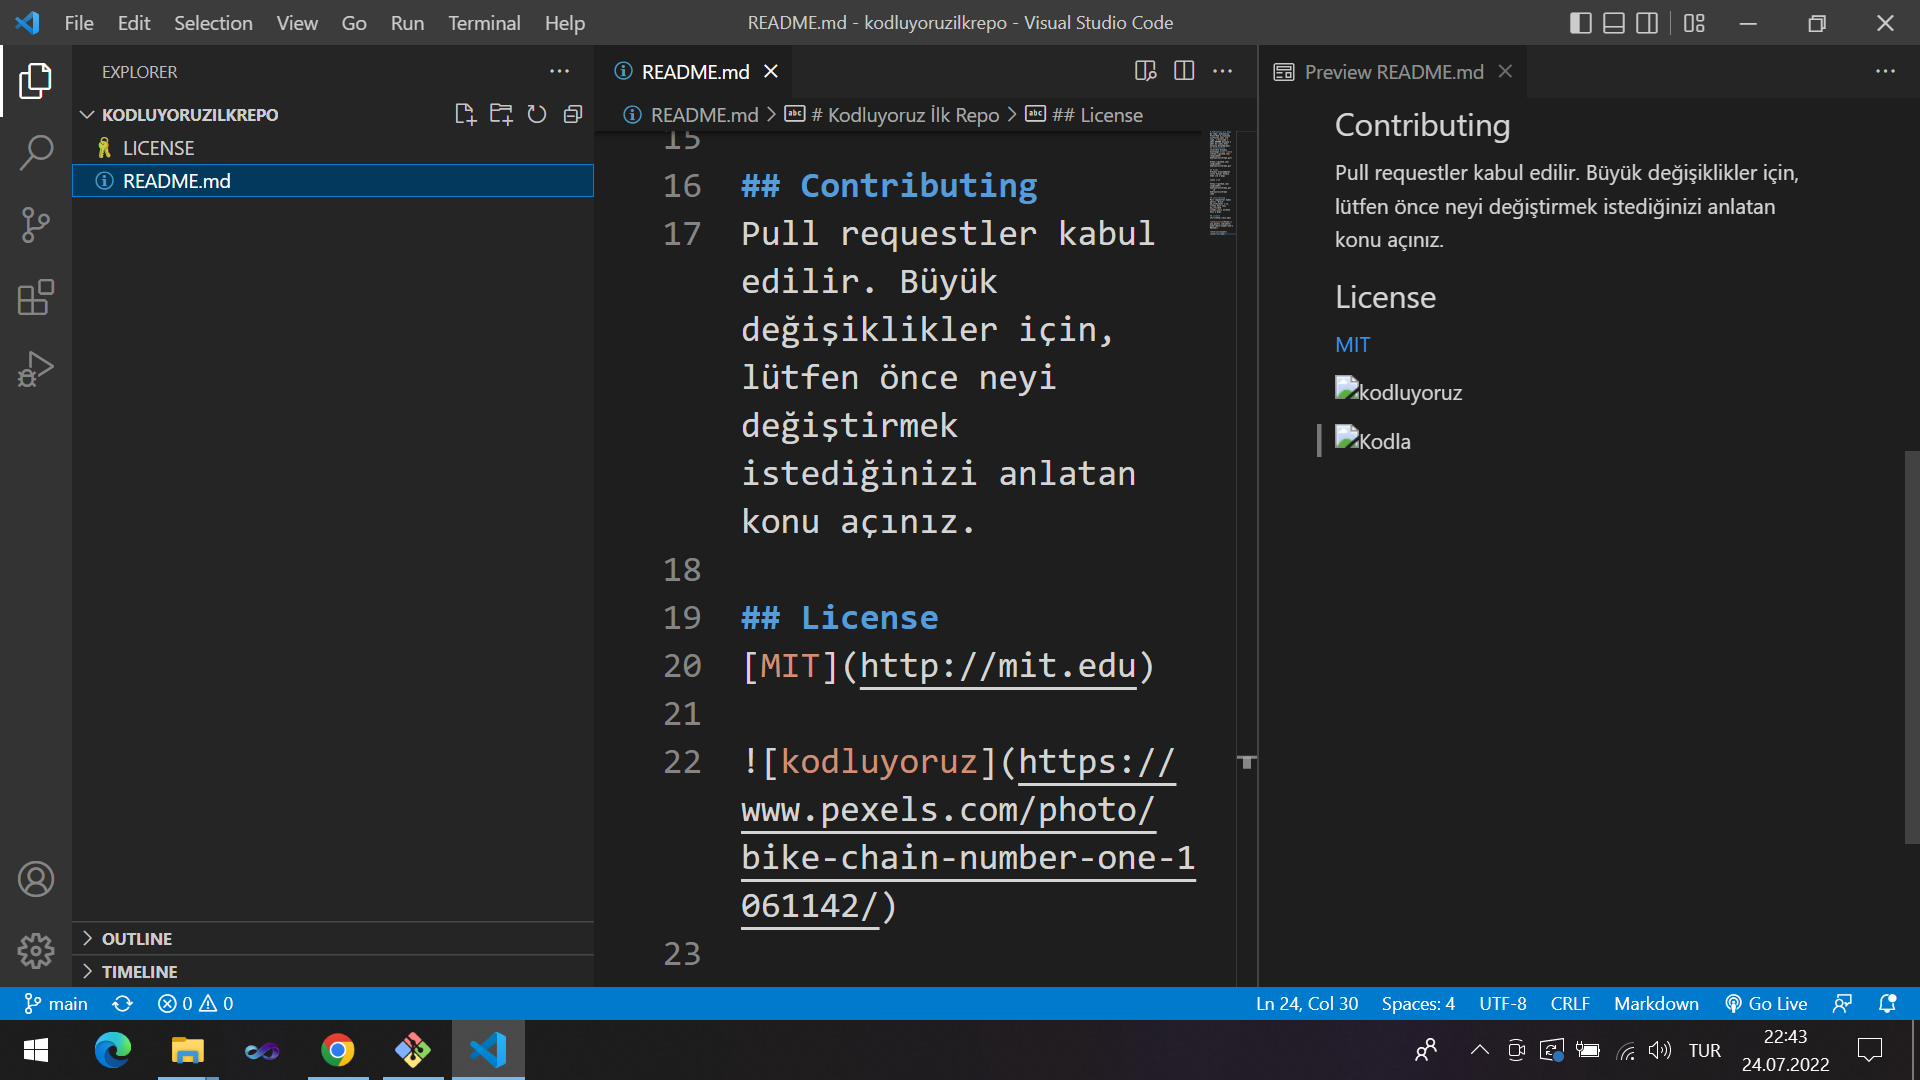 File Edit Selection View Go Run Terminal Help
README.md - kodluyoruzilkrepo - Visual Studio Code
EXPLORER
KODLUYORUZILKREPO
LICENSE
README.md
OUTLINE
TIMELINE
README.md
README.md > # Kodluyoruz İlk Repo > ## License
15
16 ## Contributing
17 Pull requestler kabul
edilir. Büyük
değişiklikler için,
lütfen önce neyi
değiştirmek
istediğinizi anlatan
konu açınız.
18
19 ## License
20 [MIT](http://mit.edu)
21
22 ![kodluyoruz](https://
www.pexels.com/photo/
bike-chain-number-one-1
061142/)
23
Preview README.md
Contributing
Pull requestler kabul edilir. Büyük değişiklikler için,
lütfen önce neyi değiştirmek istediğinizi anlatan
konu açınız.
License
MIT
kodluyoruz
Kodla
main 0 0
Ln 24, Col 30 Spaces: 4 UTF-8 CRLF Markdown Go Live
TUR
22:43
24.07.2022